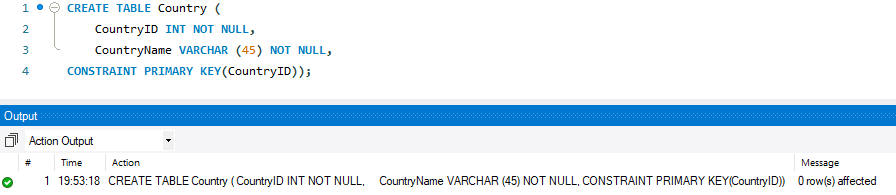 1 CREATE TABLE Country (
2 CountryID INT NOT NULL,
3 CountryName VARCHAR (45) NOT NULL,
4 CONSTRAINT PRIMARY KEY(CountryID));
Output
Action Output
# Time Action Message
1 19:53:18 CREATE TABLE Country ( CountryID INT NOT NULL, CountryName VARCHAR (45) NOT NULL, CONSTRAINT PRIMARY KEY(CountryID)) 0 row(s) affected